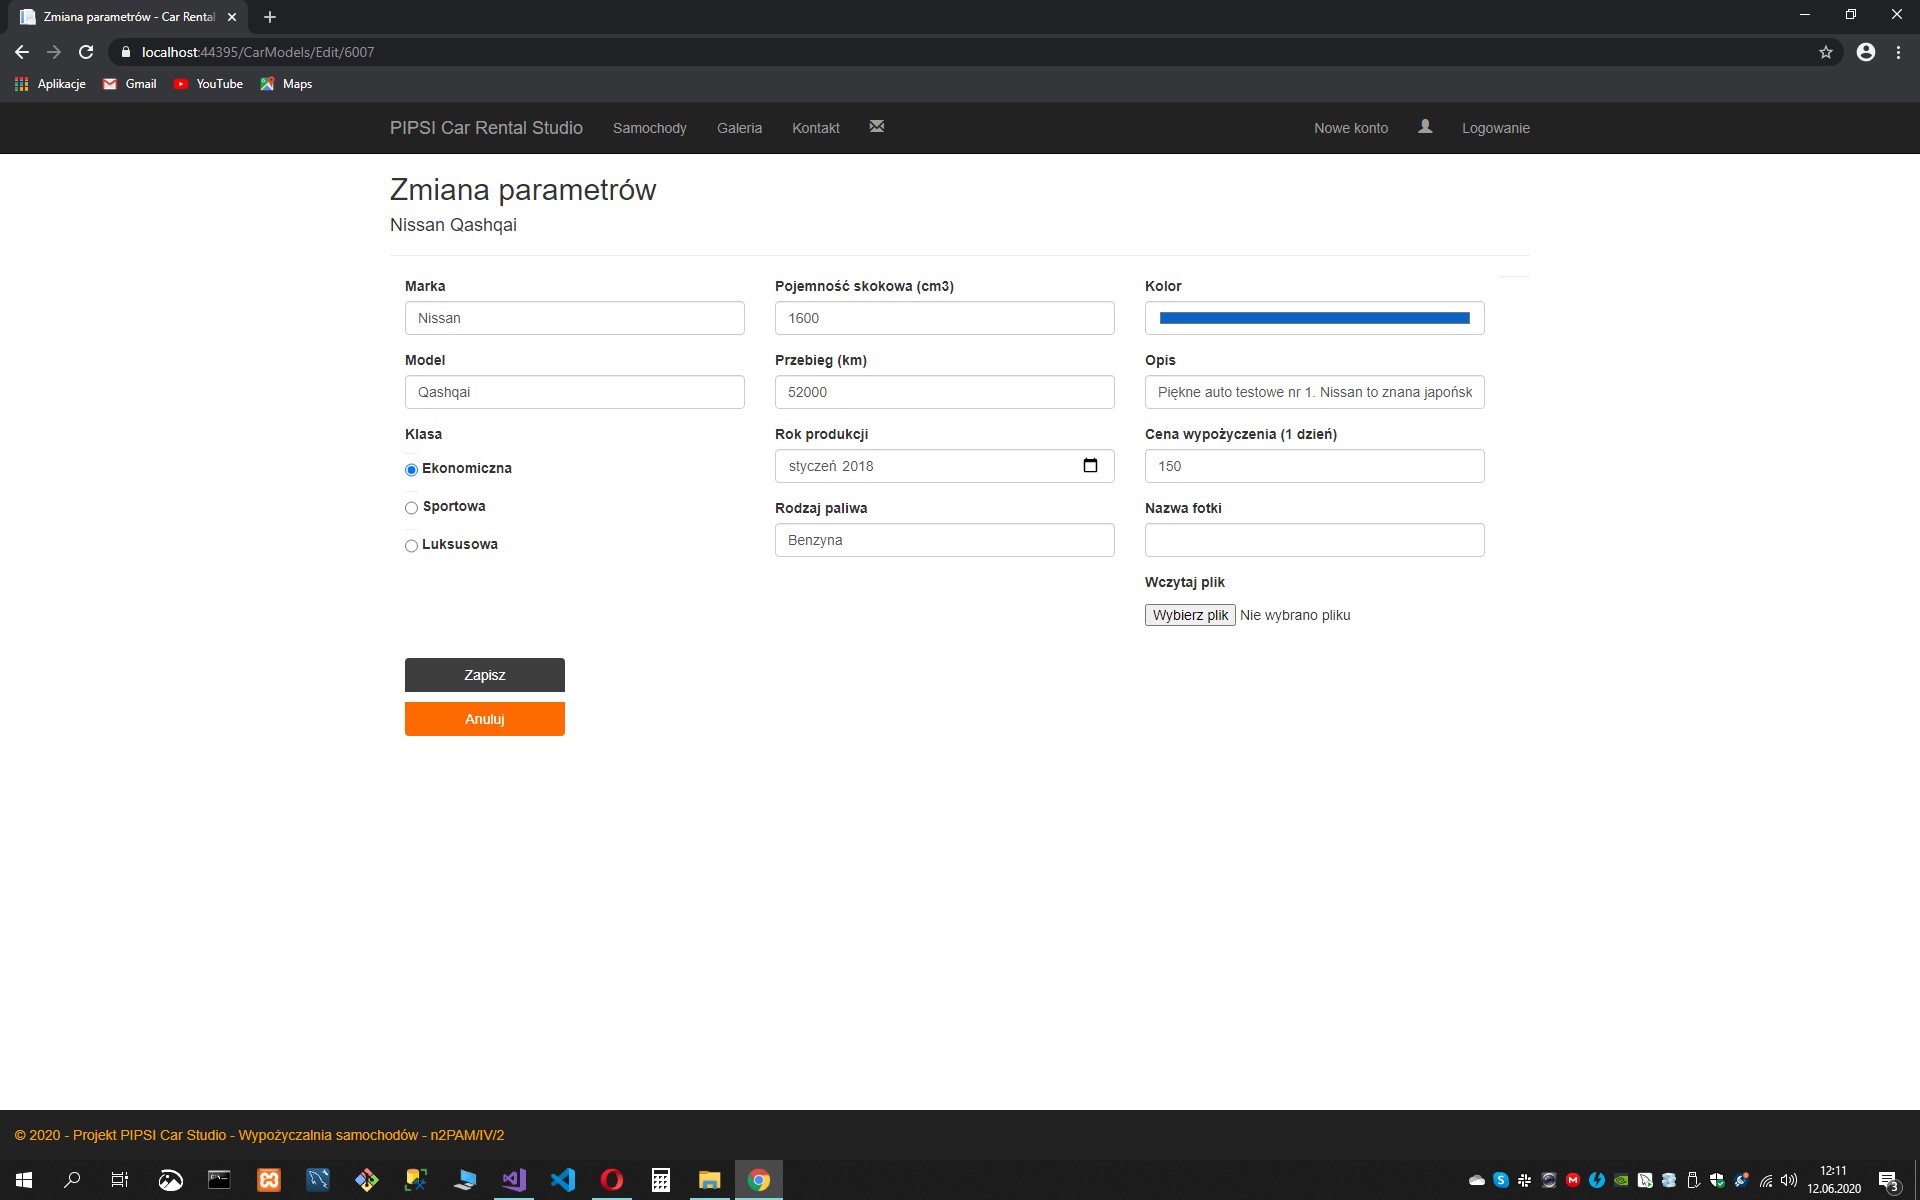 Zmiana parametrów - Car Rental
localhost:44395/CarModels/Edit/6007
Aplikacje Gmail YouTube Maps
PIPSI Car Rental Studio Samochody Galeria Kontakt Nowe konto Logowanie
Zmiana parametrów
Nissan Qashqai
Marka
Nissan
Model
Qashqai
Klasa
Ekonomiczna
Sportowa
Luksusowa
Pojemność skokowa (cm3)
1600
Przebieg (km)
52000
Rok produkcji
styczeń 2018
Rodzaj paliwa
Benzyna
Kolor
Opis
Piękne auto testowe nr 1. Nissan to znana japońsk
Cena wypożyczenia (1 dzień)
150
Nazwa fotki
Wczytaj plik
Wybierz plik Nie wybrano pliku
Zapisz
Anuluj
© 2020 - Projekt PIPSI Car Studio - Wypożyczalnia samochodów - n2PAM/IV/2
12:11
12.06.2020
3